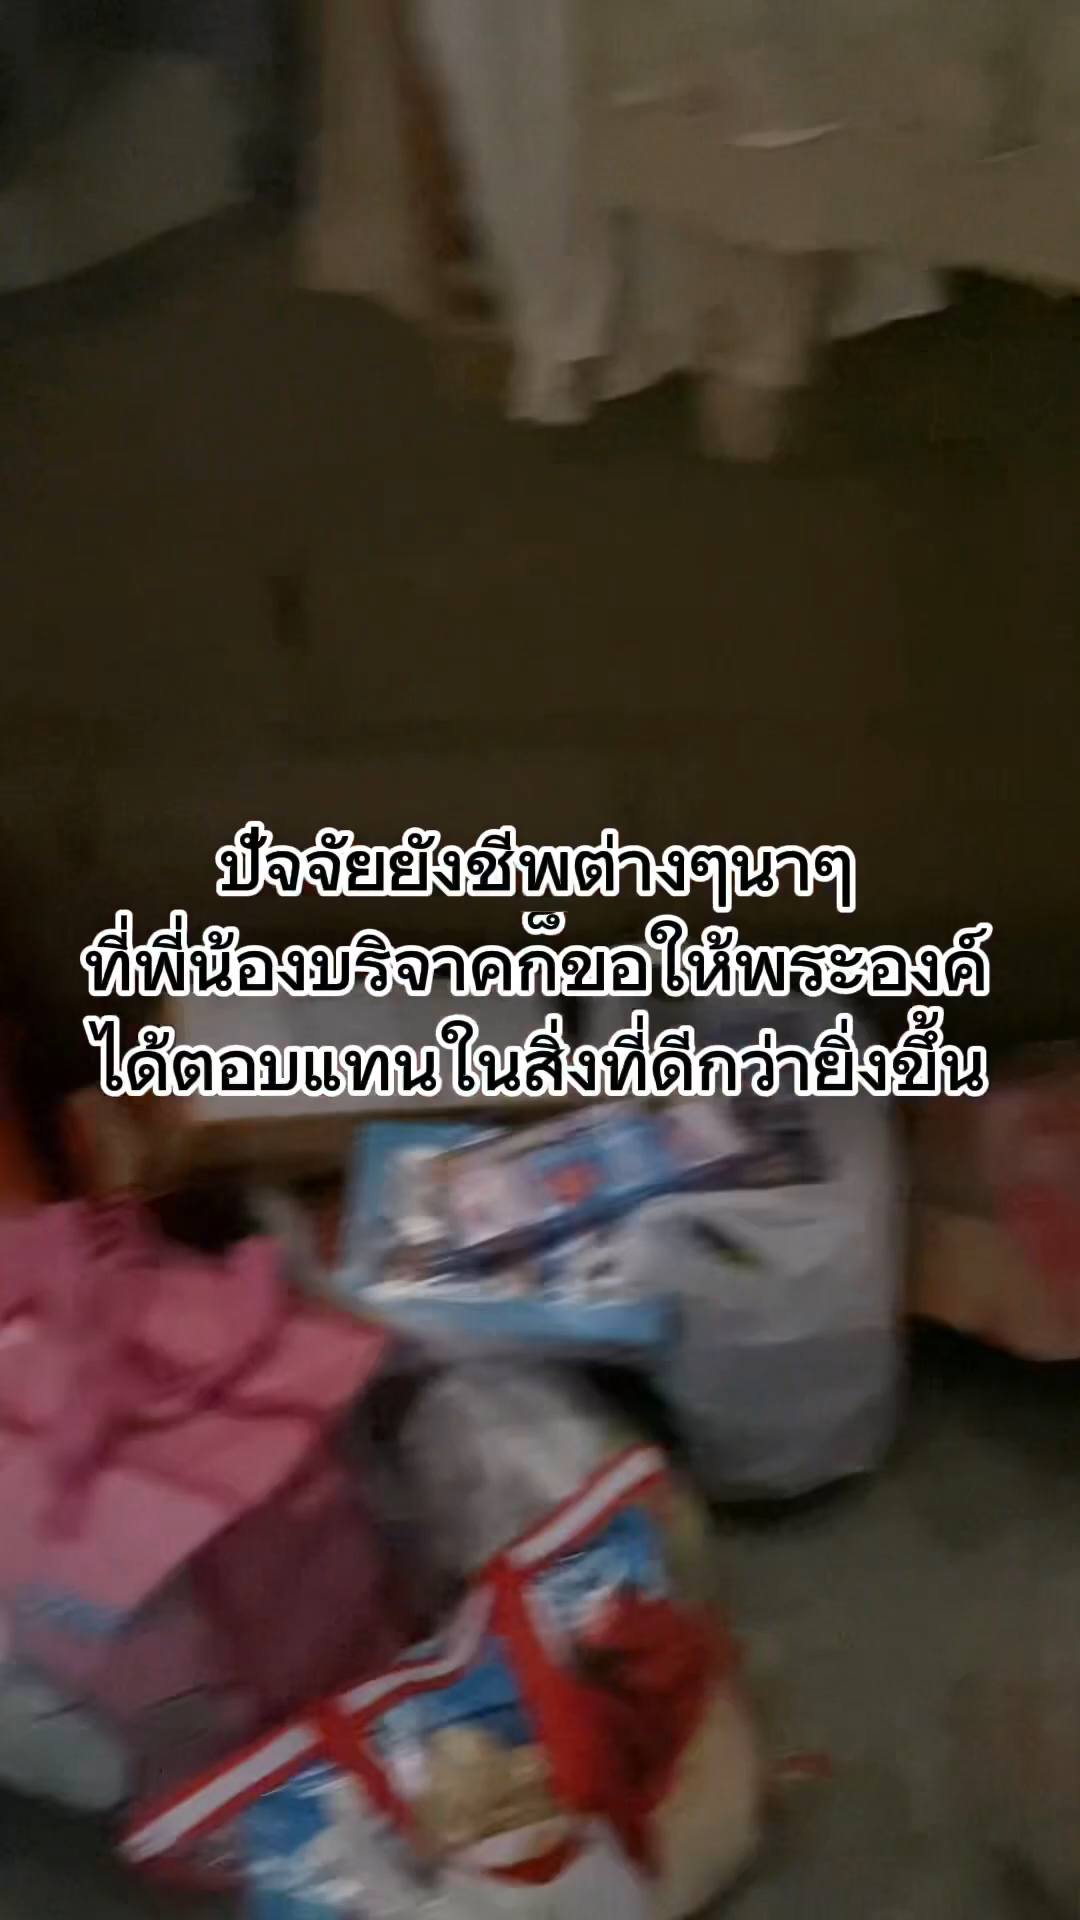 ปัจจัยยังชีพต่างๆนาๆ
ที่พี่น้องบริจาคก็ขอให้พระองค์
ได้ตอบแทนในสิ่งที่ดีกว่ายิ่งขึ้น